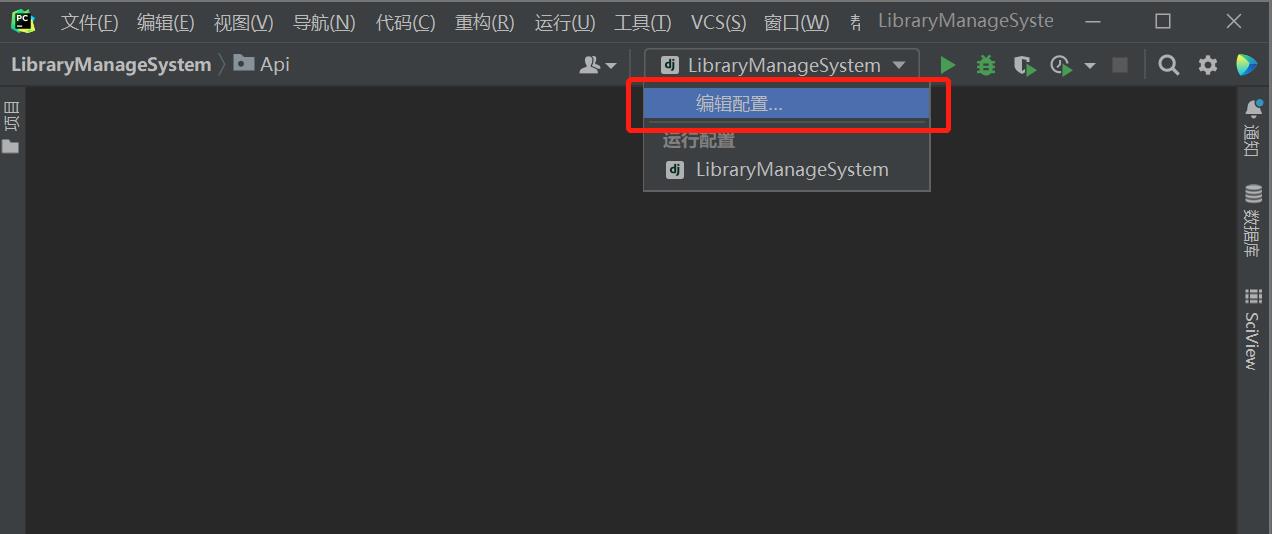 PC 文件(F) 编辑(E) 视图(V) 导航(N) 代码(C) 重构(R) 运行(U) 工具(T) VCS(S) 窗口(W) LibraryManageSyste
LibraryManageSystem Api dj LibraryManageSystem
编辑配置...
运行配置
dj LibraryManageSystem
项目
通知
数据库
SciView